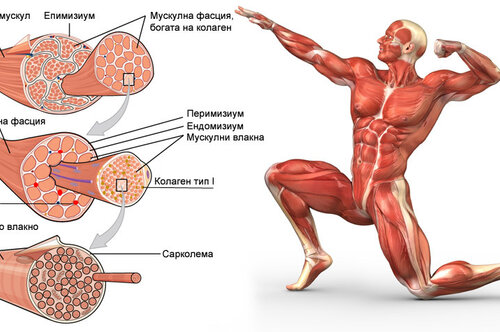 мускул
Епимизиум
Мускулна фасция,
богата на колаген
на фасция
Перимизиум
Ендомизиум
Мускулни влакна
Колаген тип I
о влакно
Сарколема